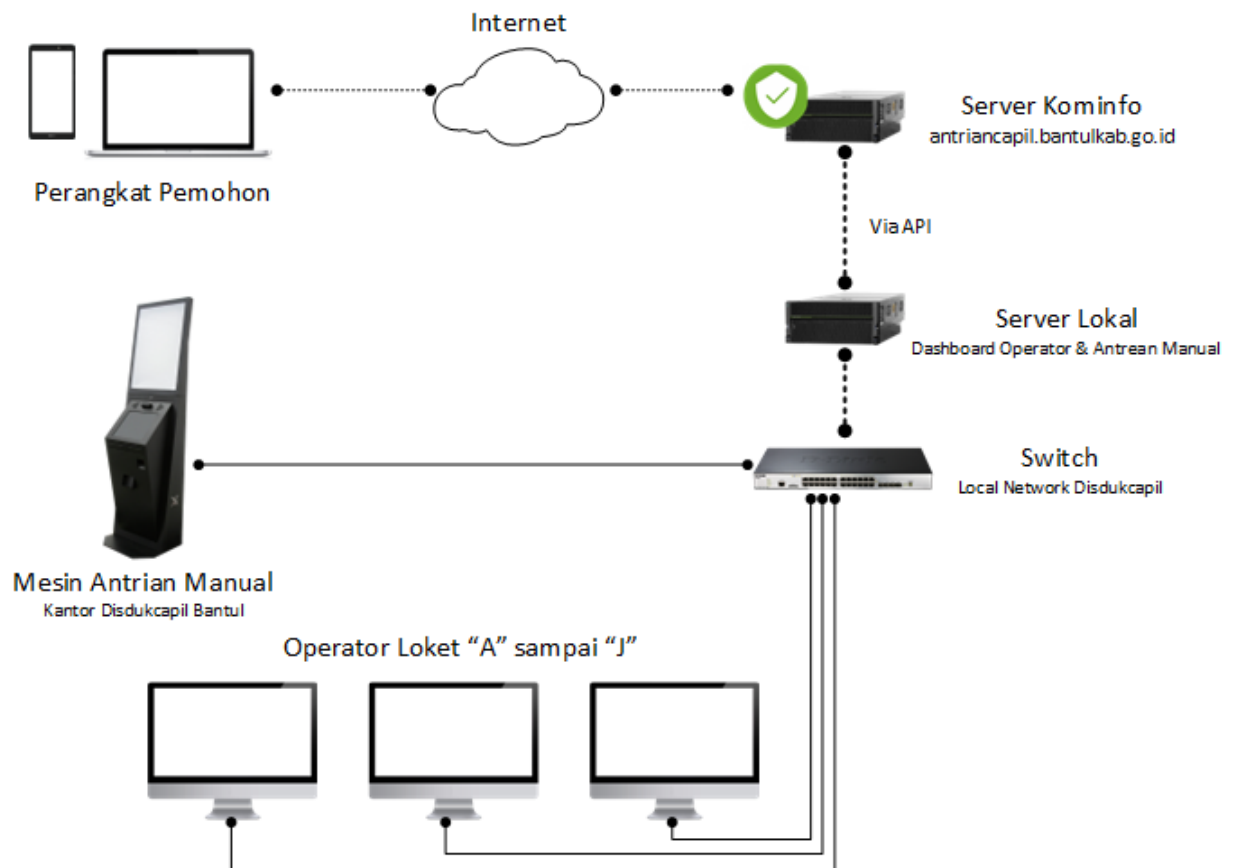 Internet
Server Kominfo
antriancapil.bantulkab.go.id
Perangkat Pemohon
Via API
Server Lokal
Dashboard Operator & Antrean Manual
Switch
Local Network Disdukcapil
Mesin Antrian Manual
Kantor Disdukcapil Bantul
Operator Loket “A” sampai “J”